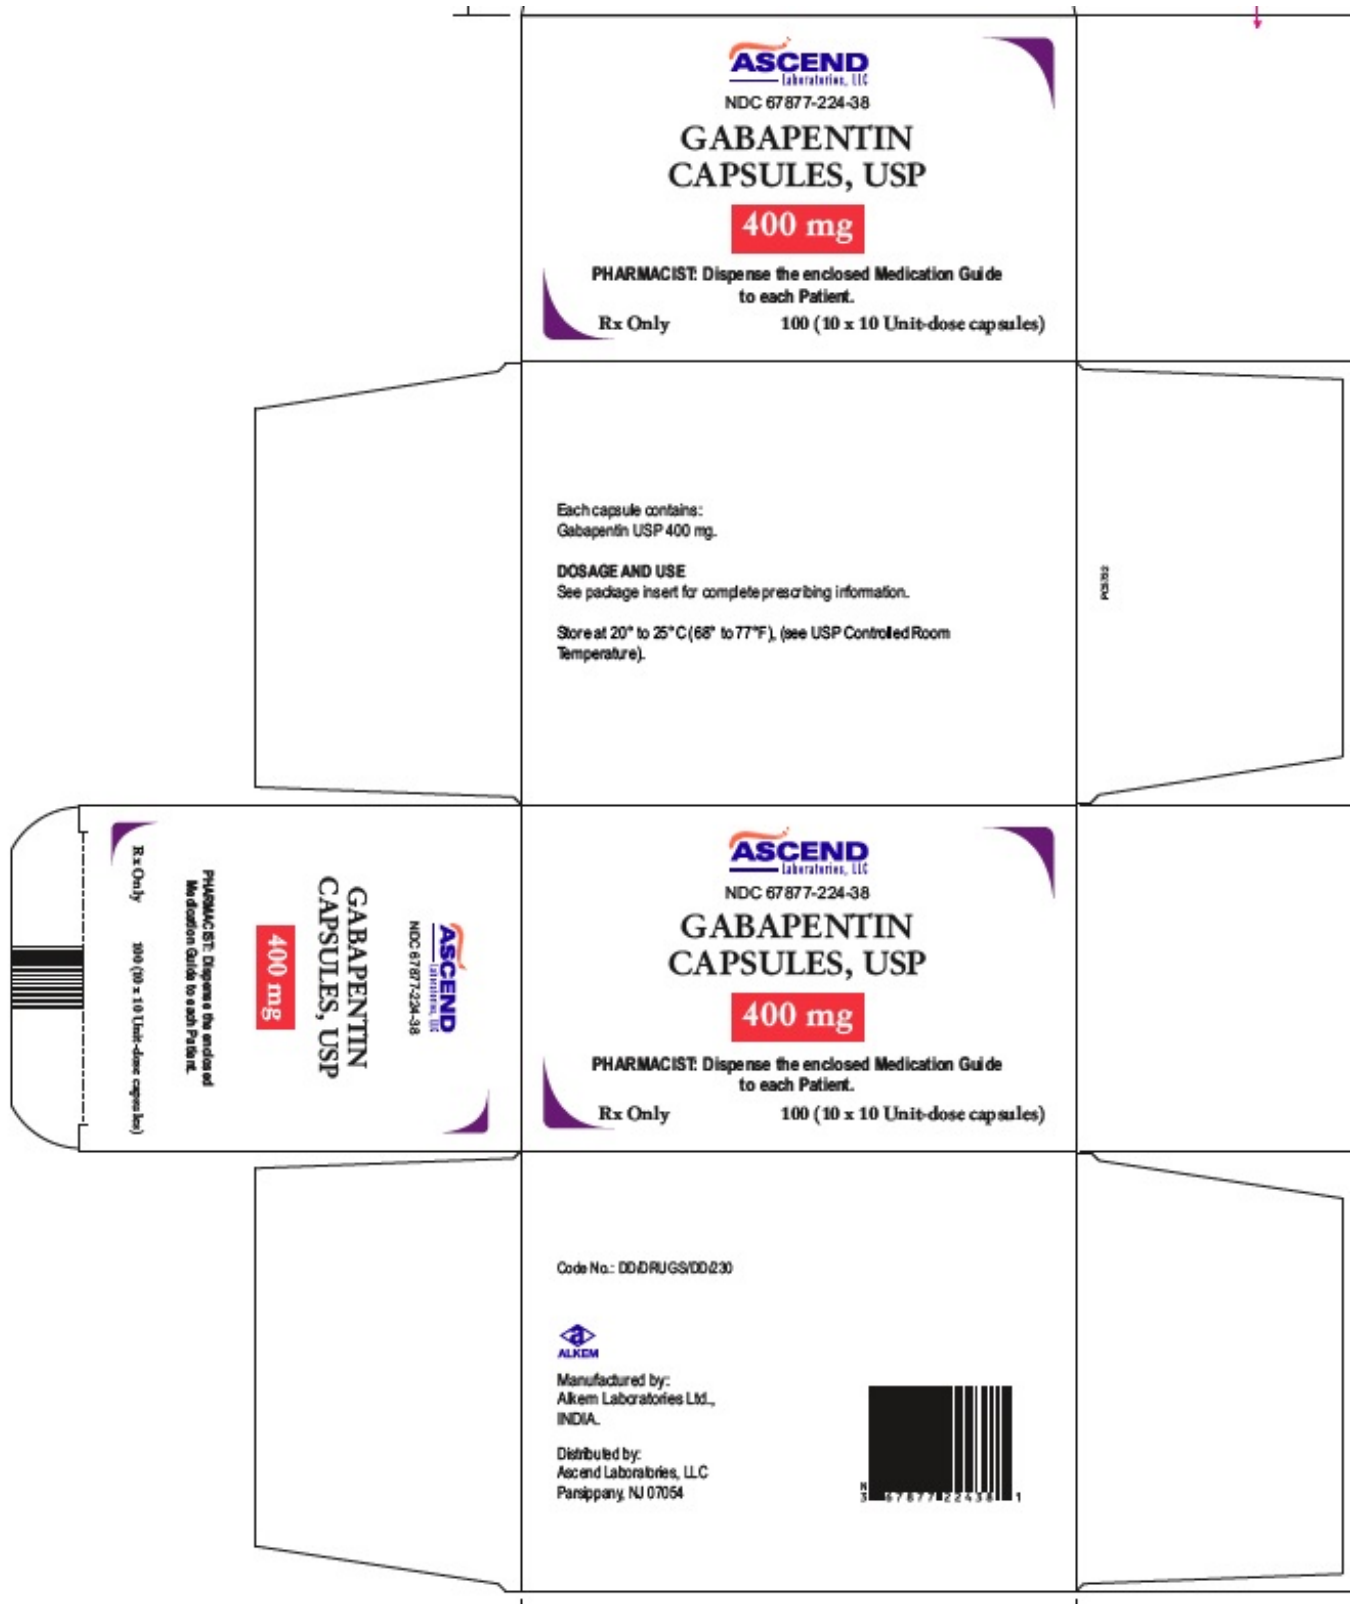 ASCEND
Laboratories, LLC
NDC 67877-224-38
GABAPENTIN
CAPSULES, USP
400 mg
PHARMACIST: Dispense the enclosed Medication Guide
to each Patient.
Rx Only 100 (10 x 10 Unit-dose capsules)
Each capsule contains:
Gabapentin USP 400 mg.
DOSAGE AND USE
See package insert for complete prescribing information.
Store at 20° to 25°C (68° to 77°F), (see USP Controlled Room
Temperature).
ASCEND
Laboratories, LLC
NDC 67877-224-38
GABAPENTIN
CAPSULES, USP
400 mg
PHARMACIST: Dispense the enclosed
Medication Guide to each Patient.
Rx Only 100 (10 x 10 Unit-dose capsules)
ASCEND
Laboratories, LLC
NDC 67877-224-38
GABAPENTIN
CAPSULES, USP
400 mg
PHARMACIST: Dispense the enclosed Medication Guide
to each Patient.
Rx Only 100 (10 x 10 Unit-dose capsules)
Code No.: DD/DRUGS/DD/230
a
ALKEM
Manufactured by:
Alkem Laboratories Ltd.,
INDIA.
Distributed by:
Ascend Laboratories, LLC
Parsippany, NJ 07054
N
3 67877 22438 1